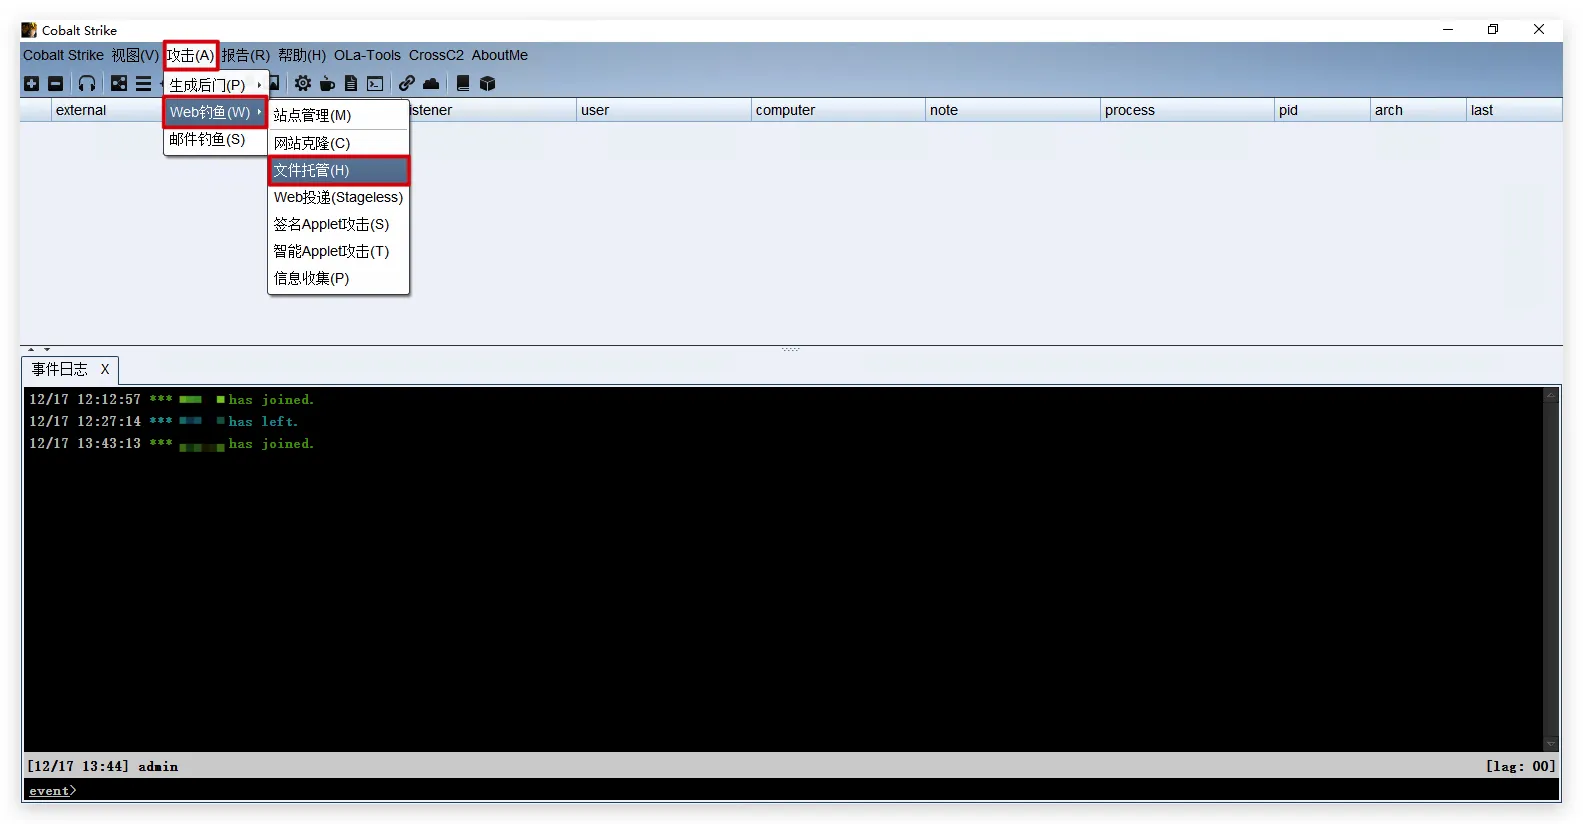 Cobalt Strike
Cobalt Strike 视图(V) 攻击(A) 报告(R) 帮助(H) OLa-Tools CrossC2 AboutMe
生成后门(P)
external istener user computer note process pid arch last
Web钓鱼(W)
邮件钓鱼(S)
站点管理(M)
网站克隆(C)
文件托管(H)
Web投递(Stageless)
签名Applet攻击(S)
智能Applet攻击(T)
信息收集(P)
事件日志 X
12/17 12:12:57 *** has joined.
12/17 12:27:14 *** has left.
12/17 13:43:13 *** has joined.
[12/17 13:44] admin [lag: 00]
event>